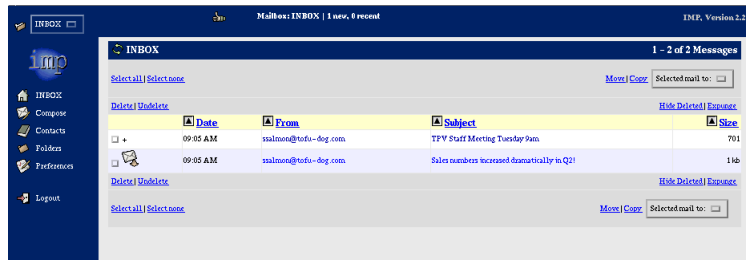 INBOX
Mailbox: INBOX | 1 new, 0 recent
IMP, Version 2.2
imp
INBOX
Compose
Contacts
Folders
Preferences
Logout
INBOX 1 - 2 of 2 Messages
Select all | Select none Move | Copy Selected mail to:
Delete | Undelete Hide Deleted | Expunge
Date From Subject Size
+ 09:05 AM ssalmon@tofu-dog.com TPV Staff Meeting Tuesday 9am 701
09:05 AM ssalmon@tofu-dog.com Sales numbers increased dramatically in Q2! 1 kb
Delete | Undelete Hide Deleted | Expunge
Select all | Select none Move | Copy Selected mail to: